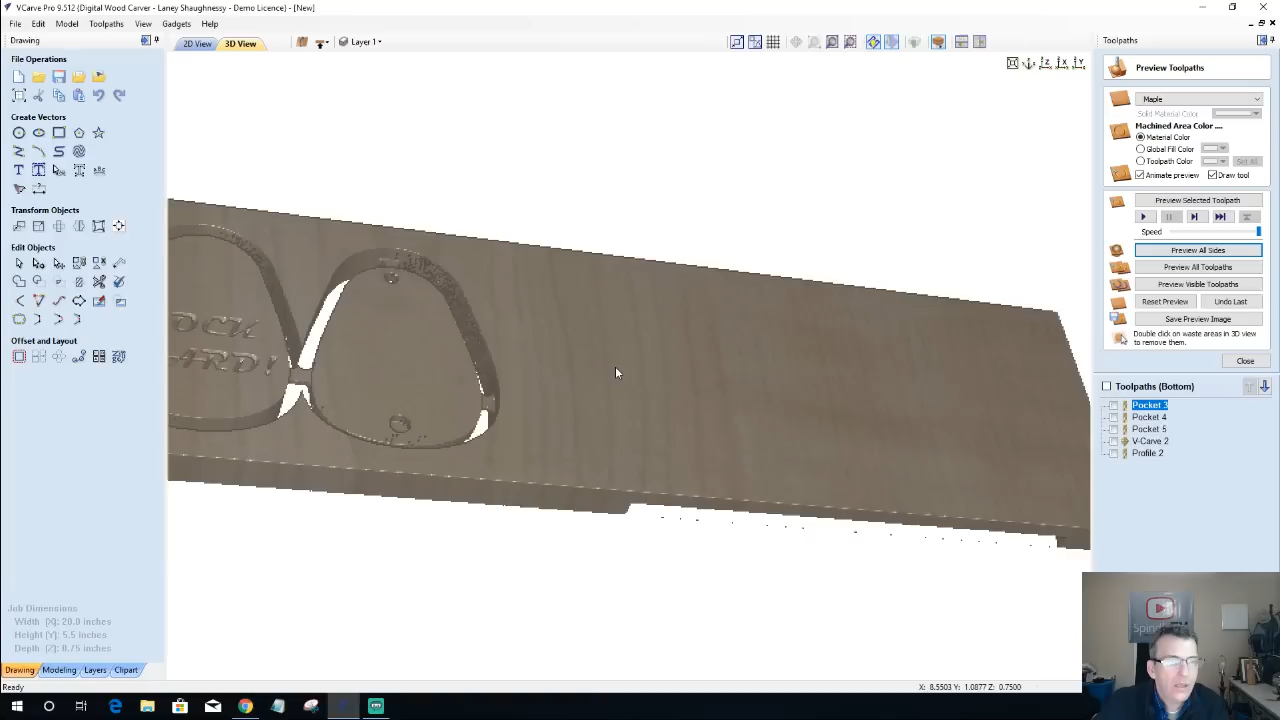 VCarve Pro 9.512 {Digital Wood Carver - Laney Shaughnessy - Demo Licence} - [New]
File Edit Model Toolpaths View Gadgets Help
Drawing
2D View 3D View Layer 1
Toolpaths
File Operations
Create Vectors
Transform Objects
Edit Objects
Offset and Layout
Job Dimensions
Width (X): 20.0 inches
Height (Y): 5.5 inches
Depth (Z): 0.75 inches
Drawing Modeling Layers Clipart
Ready
OCK
ARD!
Preview Toolpaths
Maple
Solid Material Color
Machined Area Color ....
Material Color
Global Fill Color
Toolpath Color Set All
Animate preview Draw tool
Preview Selected Toolpath
Speed
Preview All Sides
Preview All Toolpaths
Preview Visible Toolpaths
Reset Preview Undo Last
Save Preview Image
Double click on waste areas in 3D view
to remove them.
Close
Toolpaths (Bottom)
Pocket 3
Pocket 4
Pocket 5
V-Carve 2
Profile 2
X: 8.5503 Y: 1.0877 Z: 0.7500